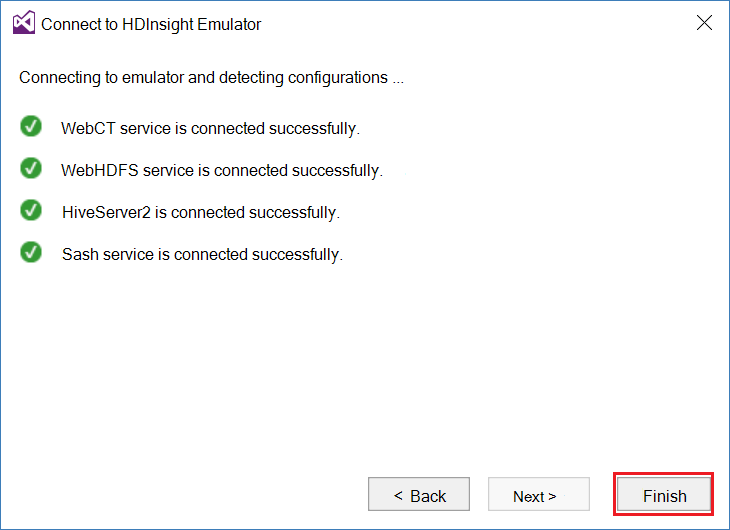 Connect to HDInsight Emulator
Connecting to emulator and detecting configurations ...
WebCT service is connected successfully.
WebHDFS service is connected successfully.
HiveServer2 is connected successfully.
Sash service is connected successfully.
< Back
Next >
Finish